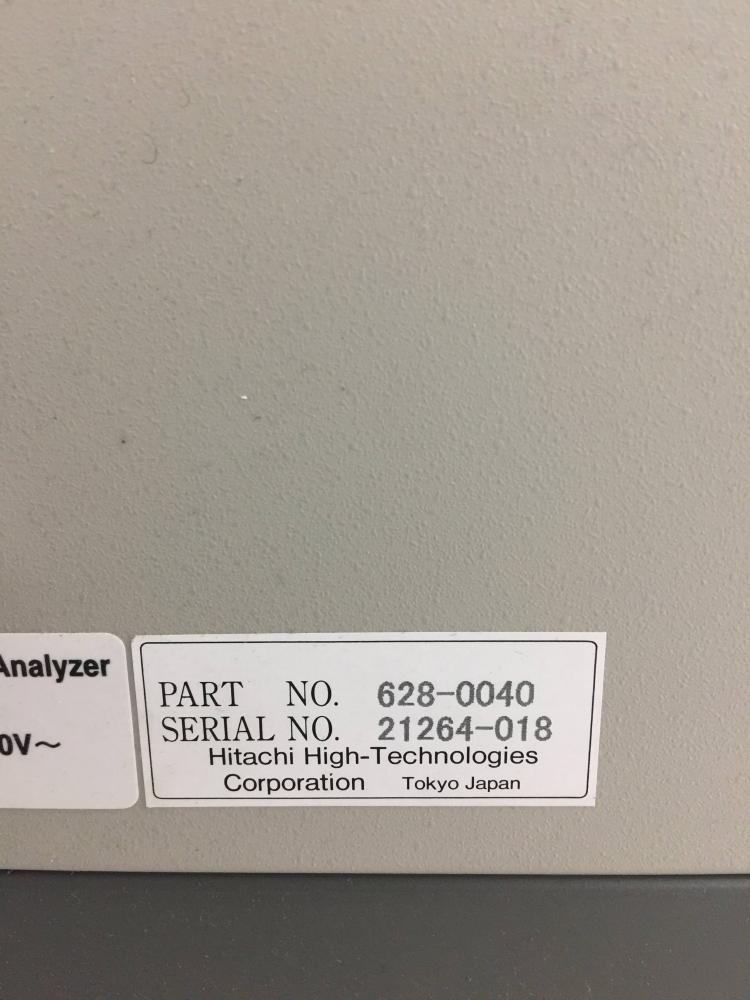 Analyzer
0V~
PART NO. 628-0040
SERIAL NO. 21264-018
Hitachi High-Technologies
Corporation Tokyo Japan